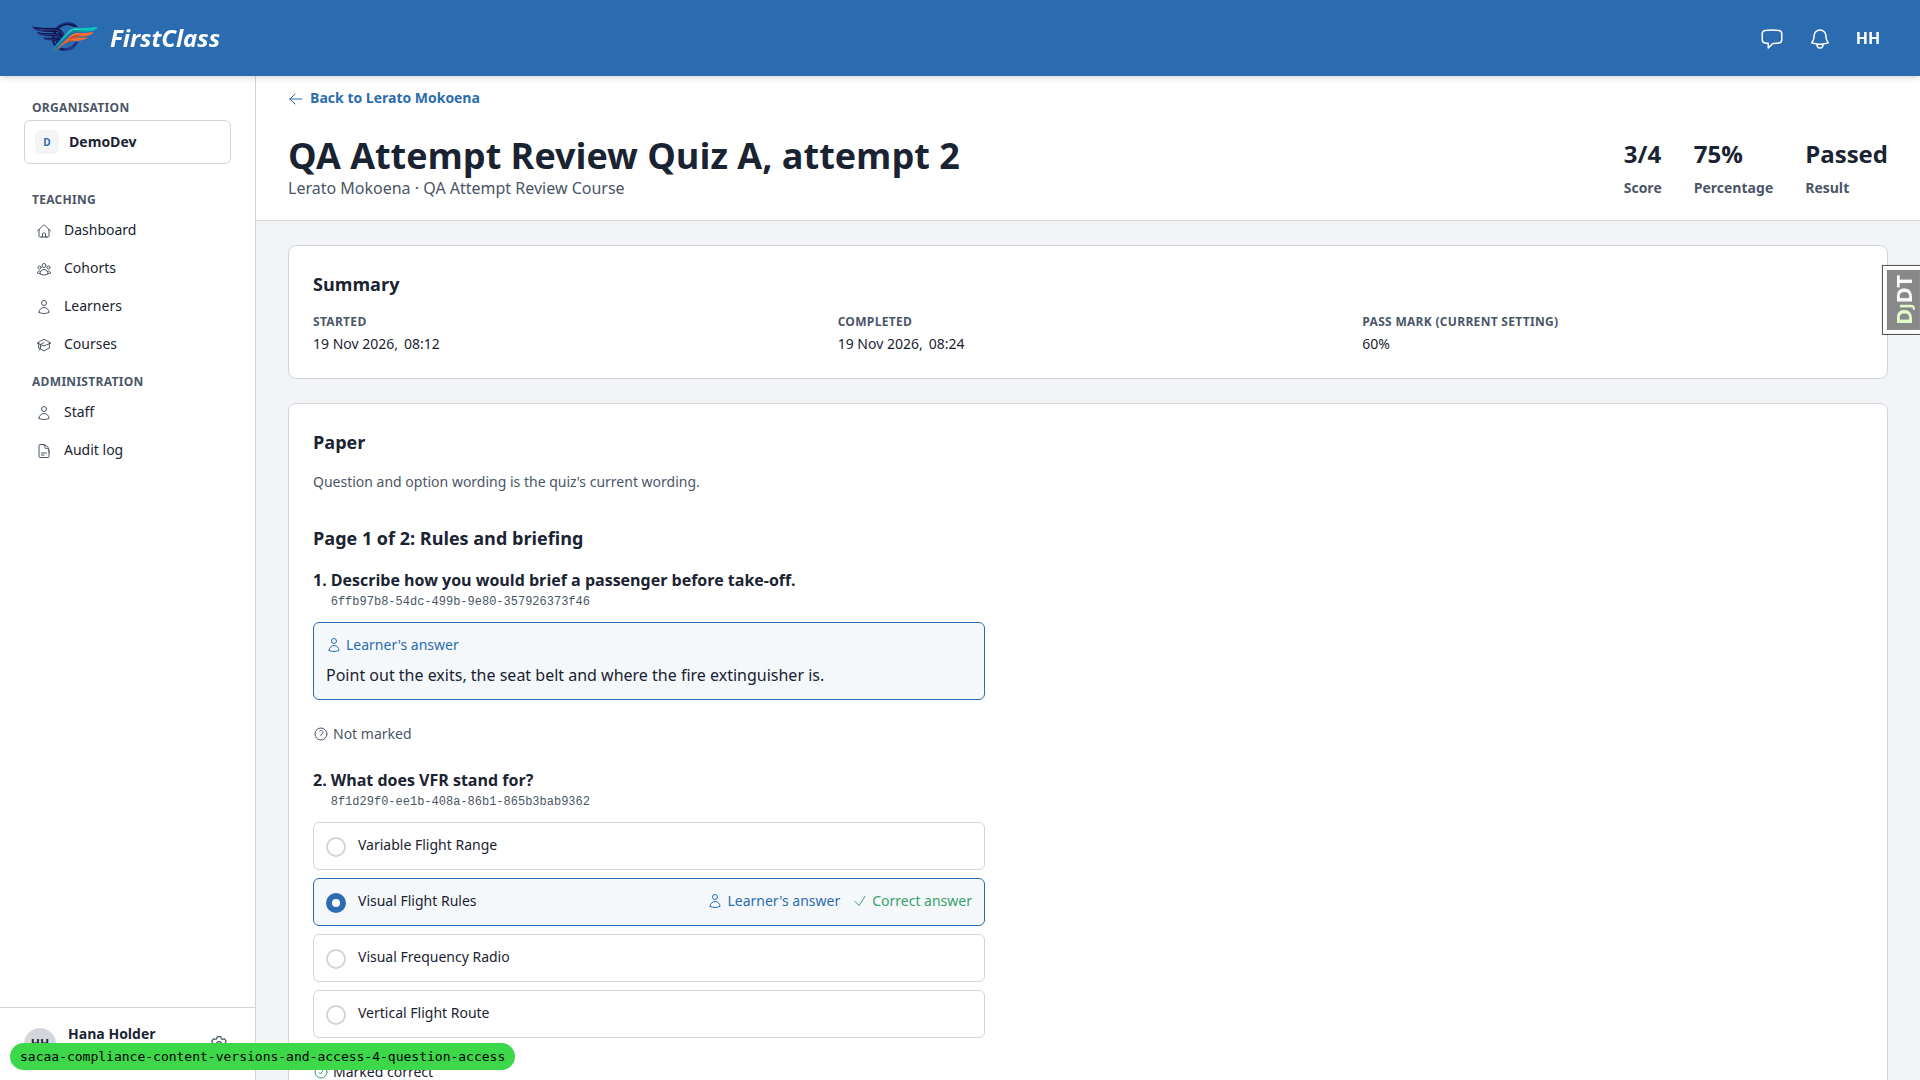 FirstClass
HH
ORGANISATION
D DemoDev
TEACHING
Dashboard
Cohorts
Learners
Courses
ADMINISTRATION
Staff
Audit log
Hana Holder
sacaa-compliance-content-versions-and-access-4-question-access
Back to Lerato Mokoena
QA Attempt Review Quiz A, attempt 2
Lerato Mokoena · QA Attempt Review Course
3/4 75% Passed
Score Percentage Result
Summary
STARTED COMPLETED PASS MARK (CURRENT SETTING)
19 Nov 2026, 08:12 19 Nov 2026, 08:24 60%
Paper
Question and option wording is the quiz's current wording.
Page 1 of 2: Rules and briefing
1. Describe how you would brief a passenger before take-off.
6ffb97b8-54dc-499b-9e80-357926373f46
Learner's answer
Point out the exits, the seat belt and where the fire extinguisher is.
Not marked
2. What does VFR stand for?
8f1d29f0-ee1b-408a-86b1-865b3bab9362
Variable Flight Range
Visual Flight Rules Learner's answer Correct answer
Visual Frequency Radio
Vertical Flight Route
Marked correct
DJDT